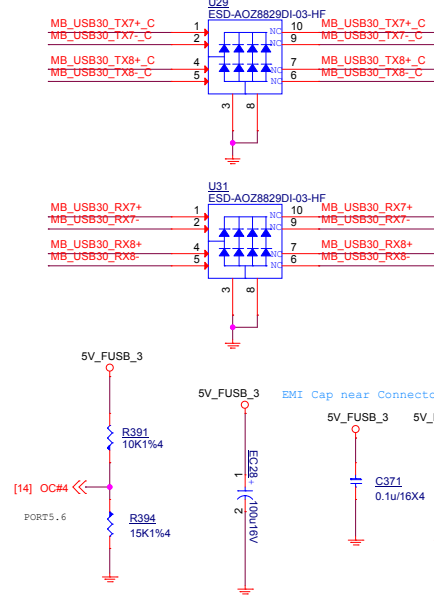 U29
ESD-AOZ8829DI-03-HF
MB_USB30_TX7+_C 1 NC 10 MB_USB30_TX7+_C
MB_USB30_TX7-_C 2 NC 9 MB_USB30_TX7-_C
MB_USB30_TX8+_C 4 NC 7 MB_USB30_TX8+_C
MB_USB30_TX8-_C 5 NC 6 MB_USB30_TX8-_C
3 8
U31
ESD-AOZ8829DI-03-HF
MB_USB30_RX7+ 1 NC 10 MB_USB30_RX7+
MB_USB30_RX7- 2 NC 9 MB_USB30_RX7-
MB_USB30_RX8+ 4 NC 7 MB_USB30_RX8+
MB_USB30_RX8- 5 NC 6 MB_USB30_RX8-
3 8
5V_FUSB_3
R391
10K1%4
[14] OC#4
PORT5.6
R394
15K1%4
5V_FUSB_3
1 +
2
EC28
100u16V
EMI Cap near Connecto
5V_FUSB_3 5V_
C371
0.1u/16X4